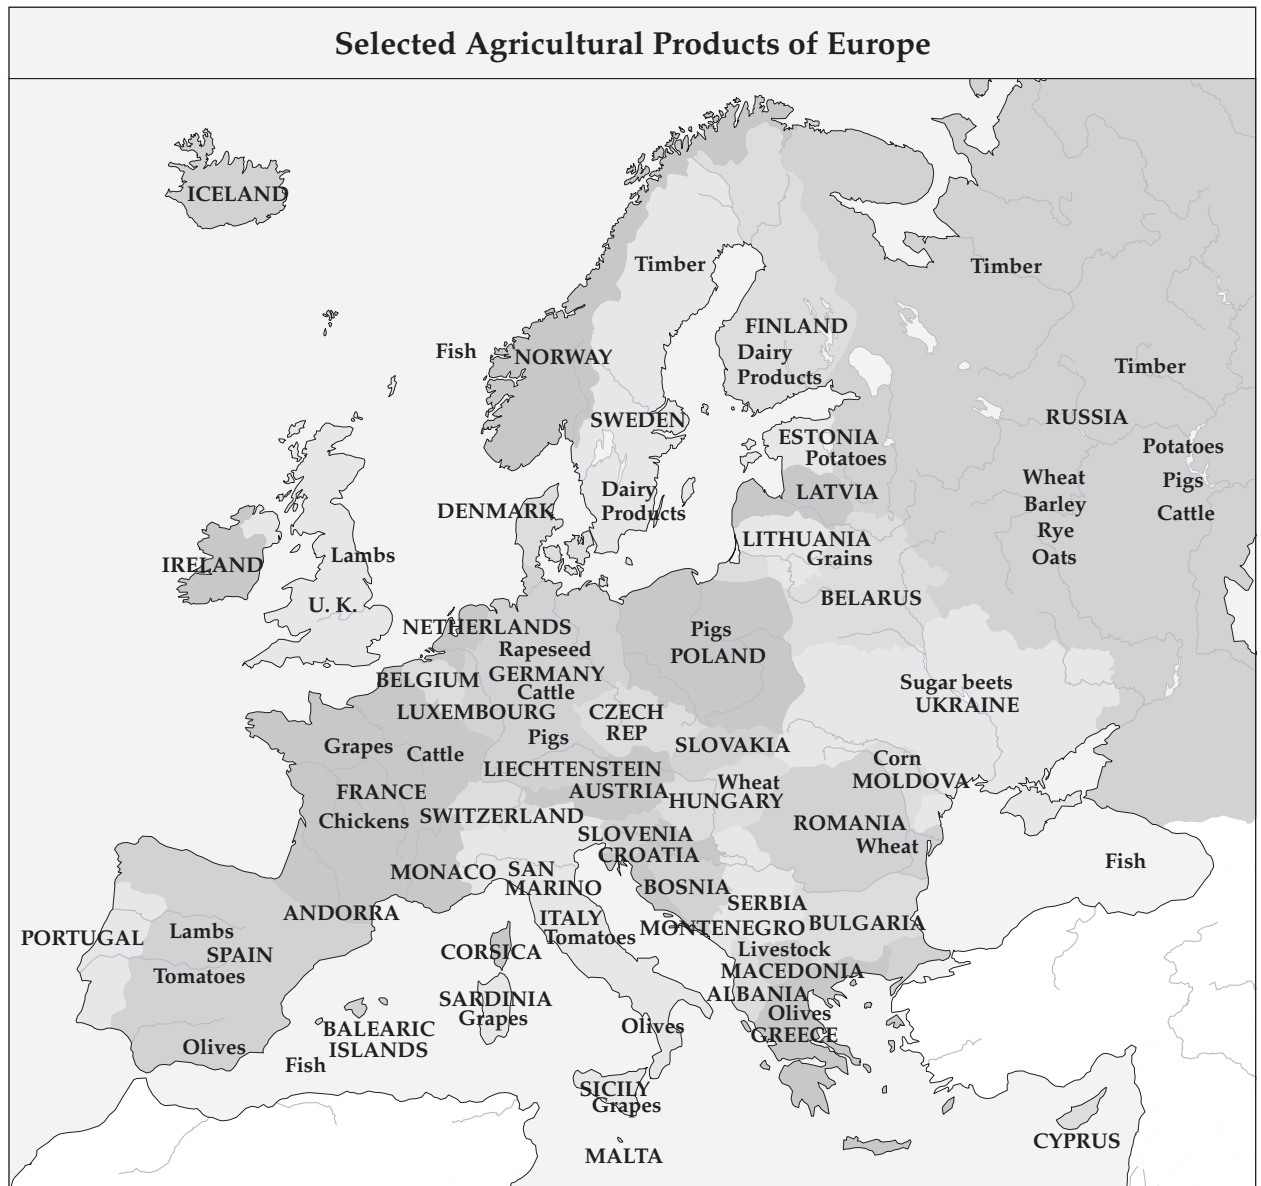 Selected Agricultural Products of Europe
ICELAND
Timber
Timber
FINLAND
Fish
NORWAY
Dairy
Products
Timber
SWEDEN
RUSSIA
ESTONIA
Potatoes
Potatoes
Wheat
Pigs
Barley
Cattle
Rye
Oats
LATVIA
Dairy
Products
DENMARK
LITHUANIA
Grains
Lambs
IRELAND
BELARUS
U. K.
NETHERLANDS
Rapeseed
Pigs
POLAND
BELGIUM
GERMANY
Cattle
Sugar beets
UKRAINE
LUXEMBOURG
CZECH
REP
Pigs
SLOVAKIA
Grapes
Cattle
Corn
MOLDOVA
LIECHTENSTEIN
AUSTRIA
Wheat
HUNGARY
FRANCE
Chickens
SWITZERLAND
ROMANIA
Wheat
SLOVENIA
CROATIA
Fish
MONACO
SAN
MARINO
BOSNIA
SERBIA
ANDORRA
ITALY
Tomatoes
MONTENEGRO
BULGARIA
PORTUGAL
Lambs
SPAIN
Tomatoes
CORSICA
Livestock
MACEDONIA
ALBANIA
SARDINIA
Grapes
Olives
GREECE
BALEARIC
ISLANDS
Olives
Olives
Fish
SICILY
Grapes
CYPRUS
MALTA